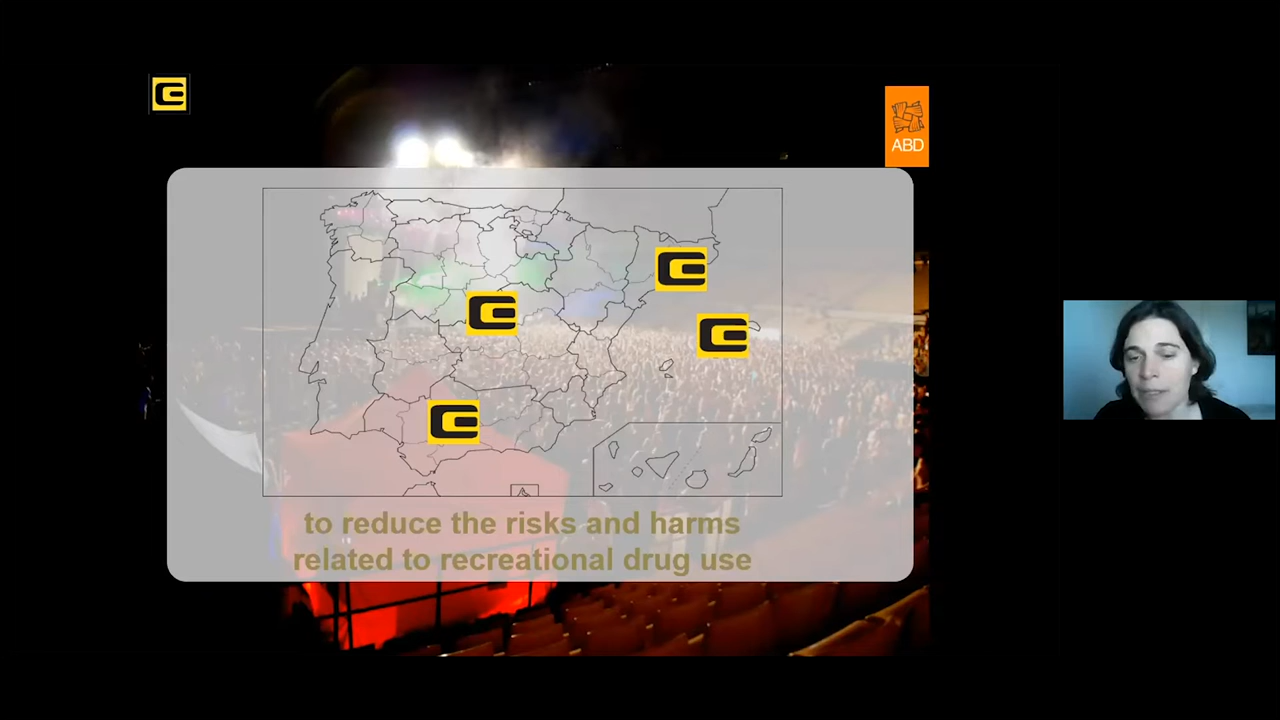 ABD
to reduce the risks and harms
related to recreational drug use